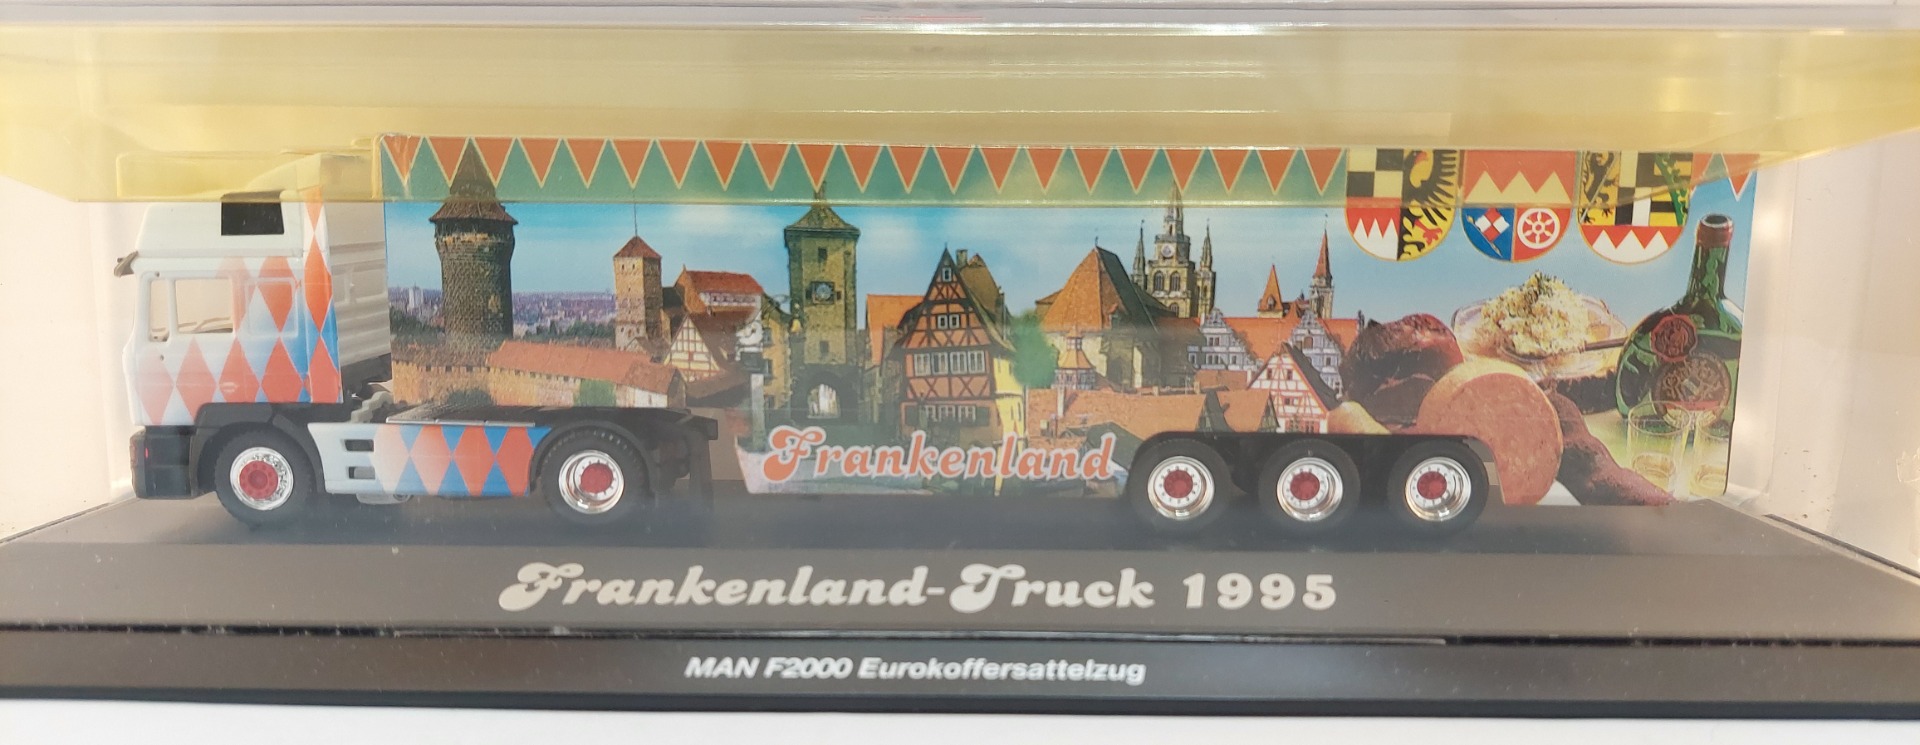 Frankenland
Frankenland-Truck 1995
MAN F2000 Eurokoffersattelzug